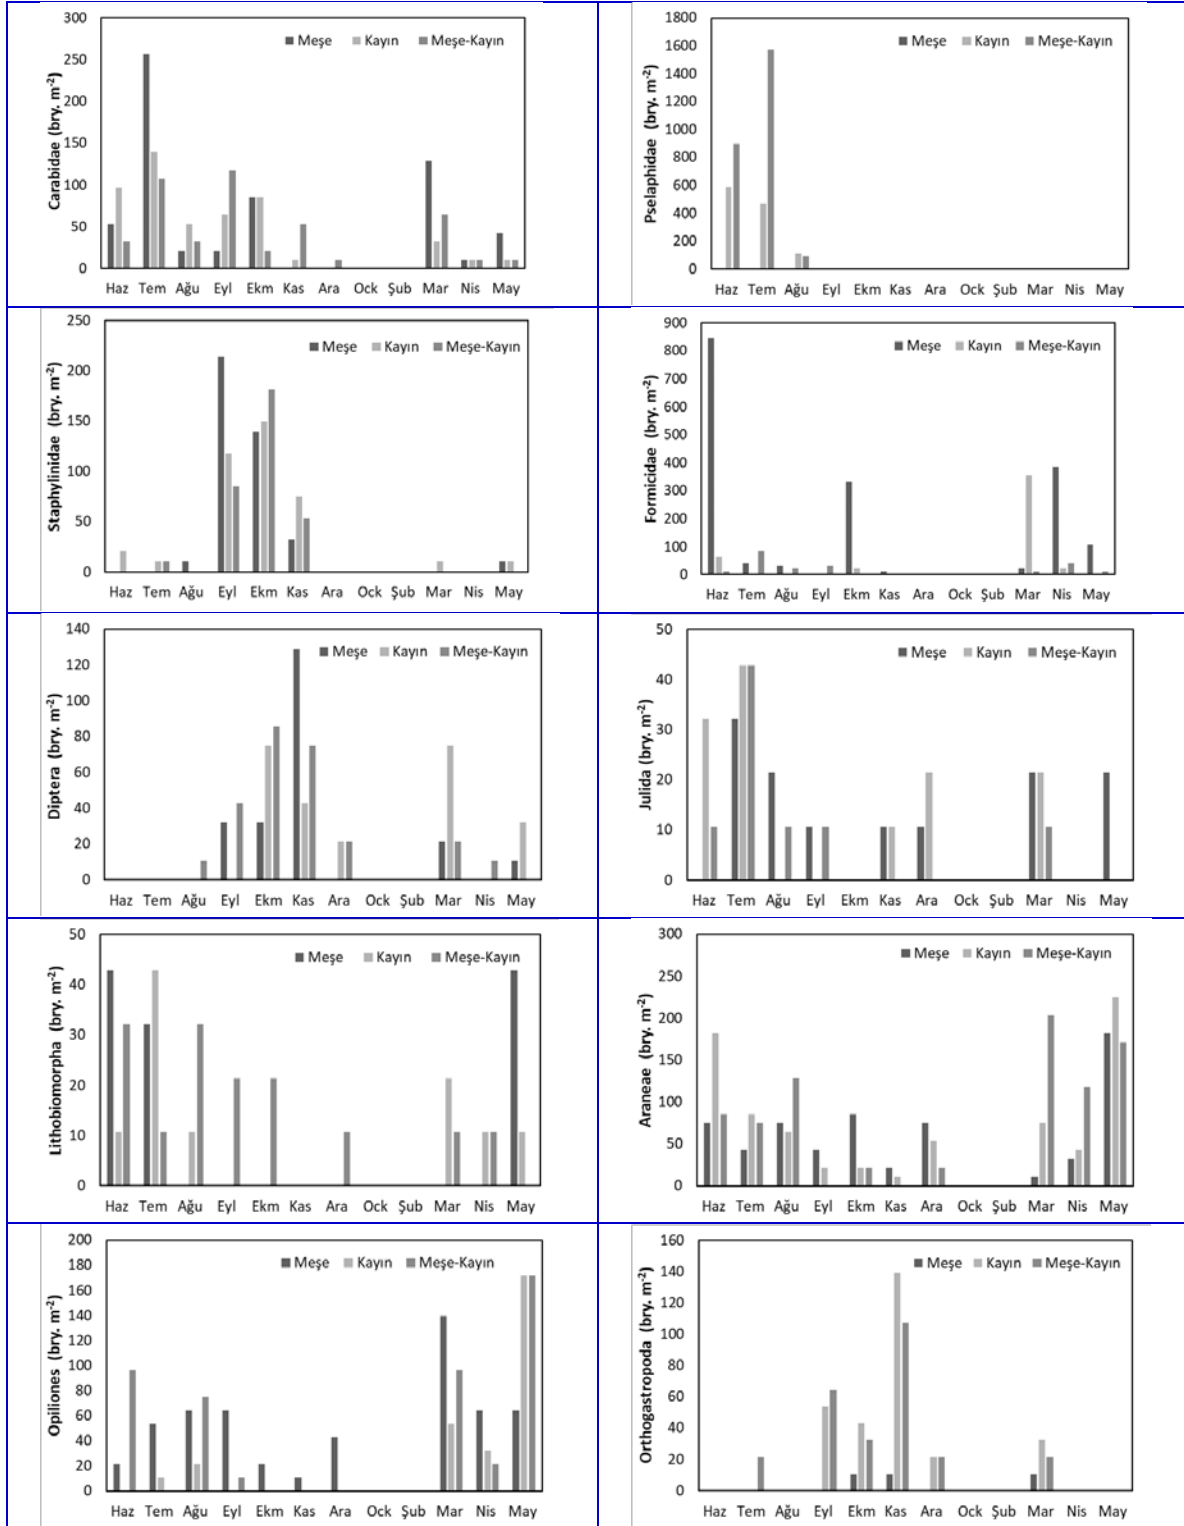 300
250
200
150
100
50
0
Carabidae (bry. m-2)
Meşe Kayın Meşe-Kayın
Haz Tem Ağu Eyl Ekm Kas Ara Ock Şub Mar Nis May
1800
1600
1400
1200
1000
800
600
400
200
0
Pselaphidae (bry. m-2)
Meşe Kayın Meşe-Kayın
Haz Tem Ağu Eyl Ekm Kas Ara Ock Şub Mar Nis May
250
200
150
100
50
0
Staphylinidae (bry. m-2)
Meşe Kayın Meşe-Kayın
Haz Tem Ağu Eyl Ekm Kas Ara Ock Şub Mar Nis May
900
800
700
600
500
400
300
200
100
0
Formicidae (bry. m-2)
Meşe Kayın Meşe-Kayın
Haz Tem Ağu Eyl Ekm Kas Ara Ock Şub Mar Nis May
140
120
100
80
60
40
20
0
Diptera (bry. m-2)
Meşe Kayın Meşe-Kayın
Haz Tem Ağu Eyl Ekm Kas Ara Ock Şub Mar Nis May
50
40
30
20
10
0
Julida (bry. m-2)
Meşe Kayın Meşe-Kayın
Haz Tem Ağu Eyl Ekm Kas Ara Ock Şub Mar Nis May
50
40
30
20
10
0
Lithobiomorpha (bry. m-2)
Meşe Kayın Meşe-Kayın
Haz Tem Ağu Eyl Ekm Kas Ara Ock Şub Mar Nis May
300
250
200
150
100
50
0
Araneae (bry. m-2)
Meşe Kayın Meşe-Kayın
Haz Tem Ağu Eyl Ekm Kas Ara Ock Şub Mar Nis May
200
180
160
140
120
100
80
60
40
20
0
Opiliones (bry. m-2)
Meşe Kayın Meşe-Kayın
Haz Tem Ağu Eyl Ekm Kas Ara Ock Şub Mar Nis May
160
140
120
100
80
60
40
20
0
Orthogastropoda (bry. m-2)
Meşe Kayın Meşe-Kayın
Haz Tem Ağu Eyl Ekm Kas Ara Ock Şub Mar Nis May